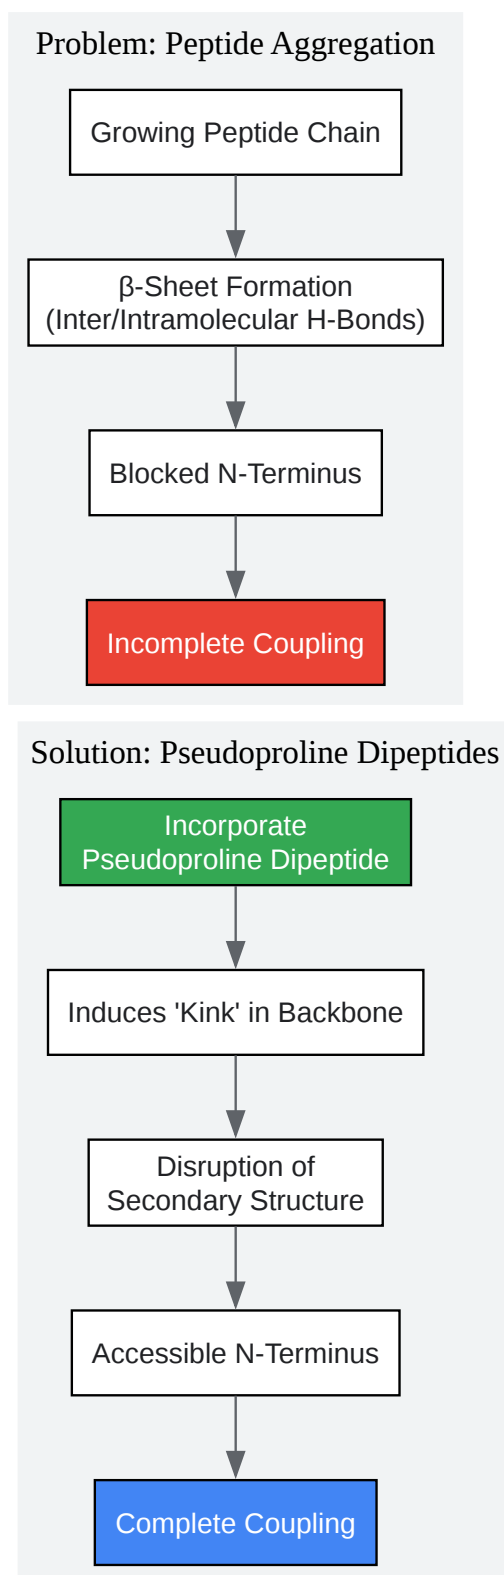 Problem: Peptide Aggregation
Growing Peptide Chain
β-Sheet Formation
(Inter/Intramolecular H-Bonds)
Blocked N-Terminus
Incomplete Coupling
Solution: Pseudoproline Dipeptides
Incorporate
Pseudoproline Dipeptide
Induces 'Kink' in Backbone
Disruption of
Secondary Structure
Accessible N-Terminus
Complete Coupling